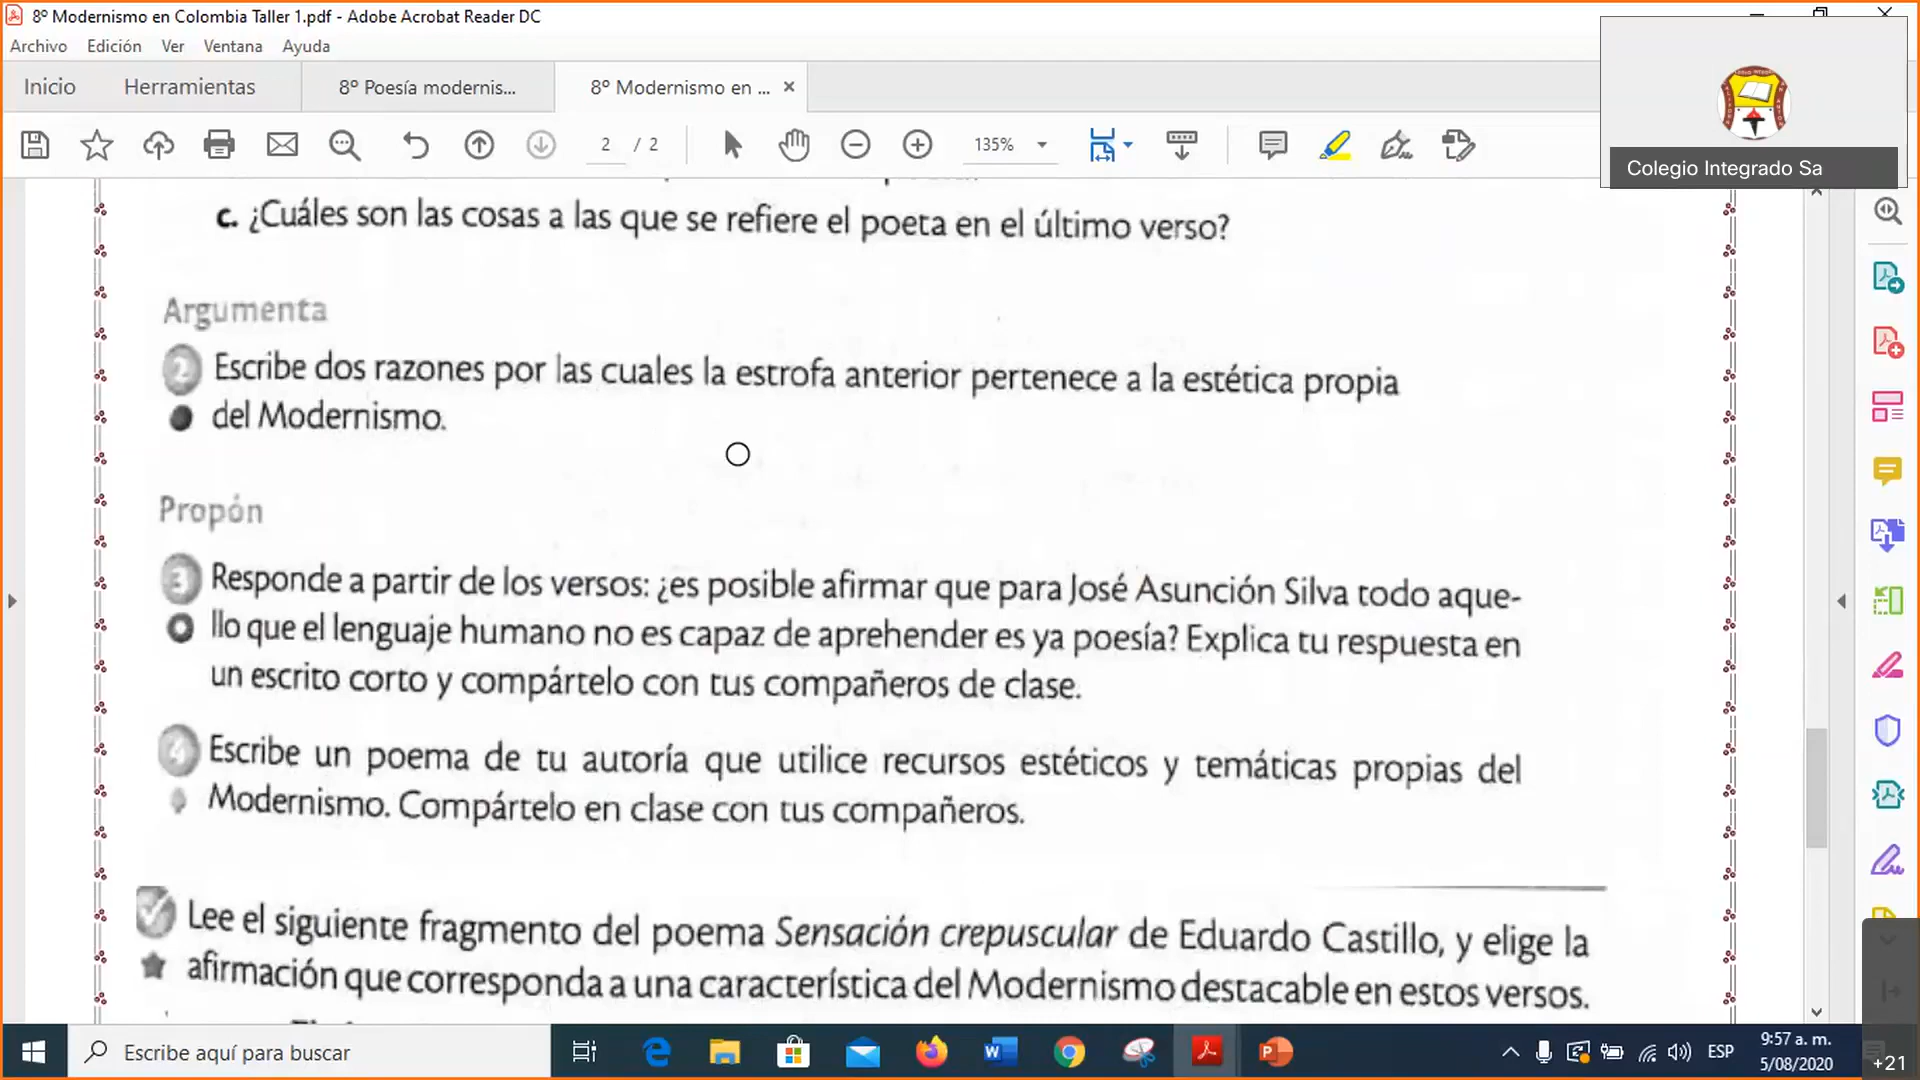 8º Modernismo en Colombia Taller 1.pdf - Adobe Acrobat Reader DC
Archivo Edición Ver Ventana Ayuda
Inicio Herramientas 8º Poesía modernis... 8º Modernismo en ...
2 / 2 135%
Colegio Integrado Sa
c. ¿Cuáles son las cosas a las que se refiere el poeta en el último verso?
Argumenta
2 Escribe dos razones por las cuales la estrofa anterior pertenece a la estética propia
del Modernismo.
Propón
3 Responde a partir de los versos: ¿es posible afirmar que para José Asunción Silva todo aque-
llo que el lenguaje humano no es capaz de aprehender es ya poesía? Explica tu respuesta en
un escrito corto y compártelo con tus compañeros de clase.
4 Escribe un poema de tu autoría que utilice recursos estéticos y temáticas propias del
Modernismo. Compártelo en clase con tus compañeros.
Lee el siguiente fragmento del poema Sensación crepuscular de Eduardo Castillo, y elige la
afirmación que corresponda a una característica del Modernismo destacable en estos versos.
Escribe aquí para buscar
ESP
9:57 a. m.
5/08/2020
+21